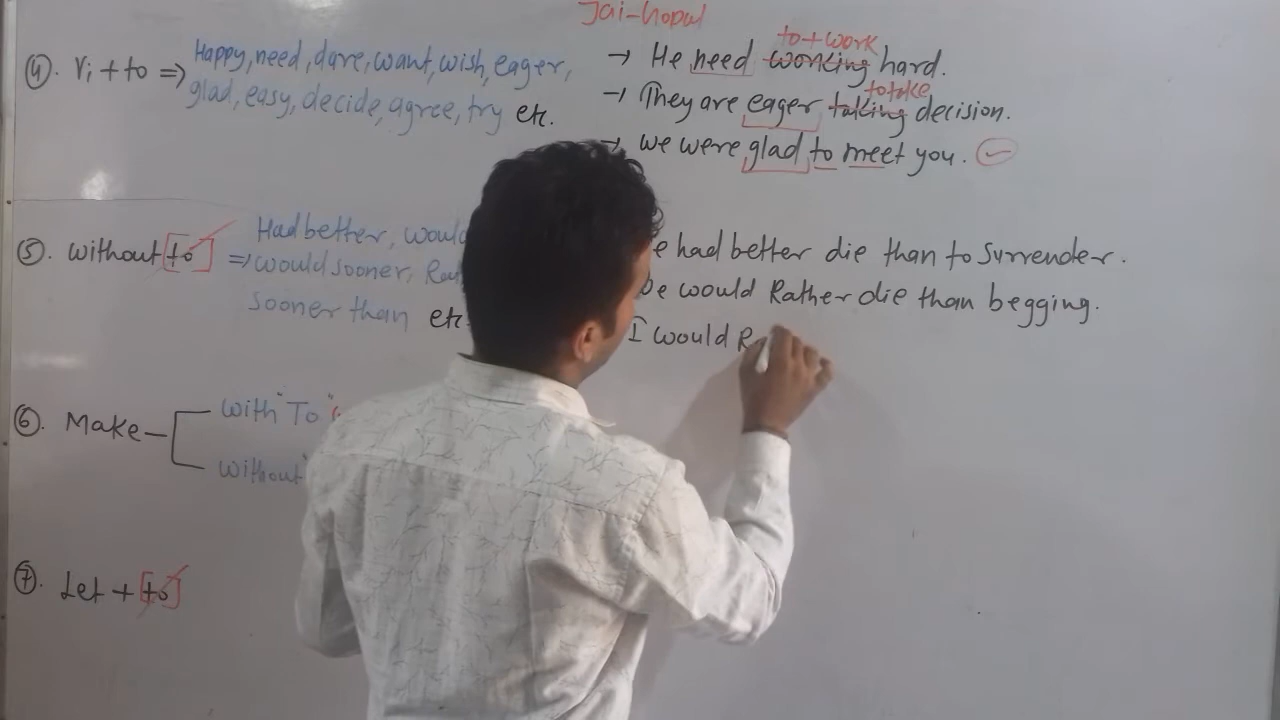 Jai-Gopal
④. V₁ + to => Happy, need, dare, want, wish, eager,
glad, easy, decide, agree, try etc.
to+work
→ He need working hard.
to take
→ They are eager taking decision.
→ We were glad to meet you.
⑤. without [to] => Had better,
would sooner,
sooner than etc.
had better die than to surrender.
would Rather die than begging.
I would
⑥. Make
with "To"
without
⑦. Let + [to]